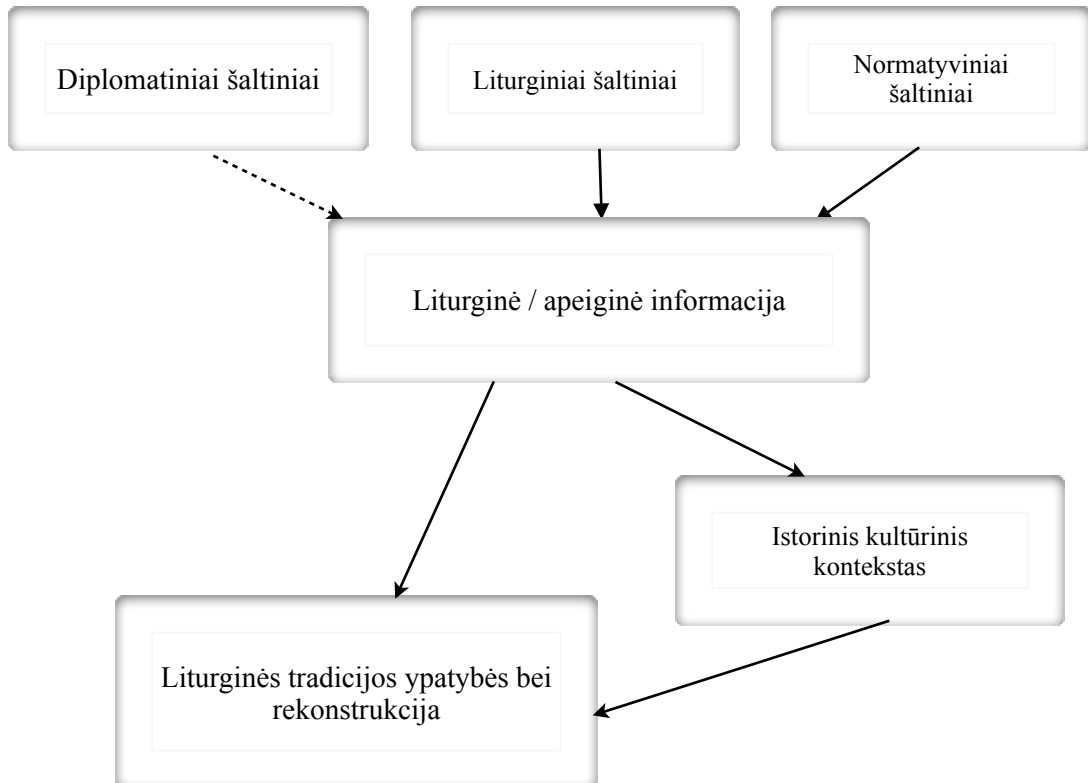 Diplomatiniai šaltiniai
Liturginiai šaltiniai
Normatyviniai
šaltiniai
Liturginė / apeiginė informacija
Istorinis kultūrinis
kontekstas
Liturginės tradicijos ypatybės bei
rekonstrukcija